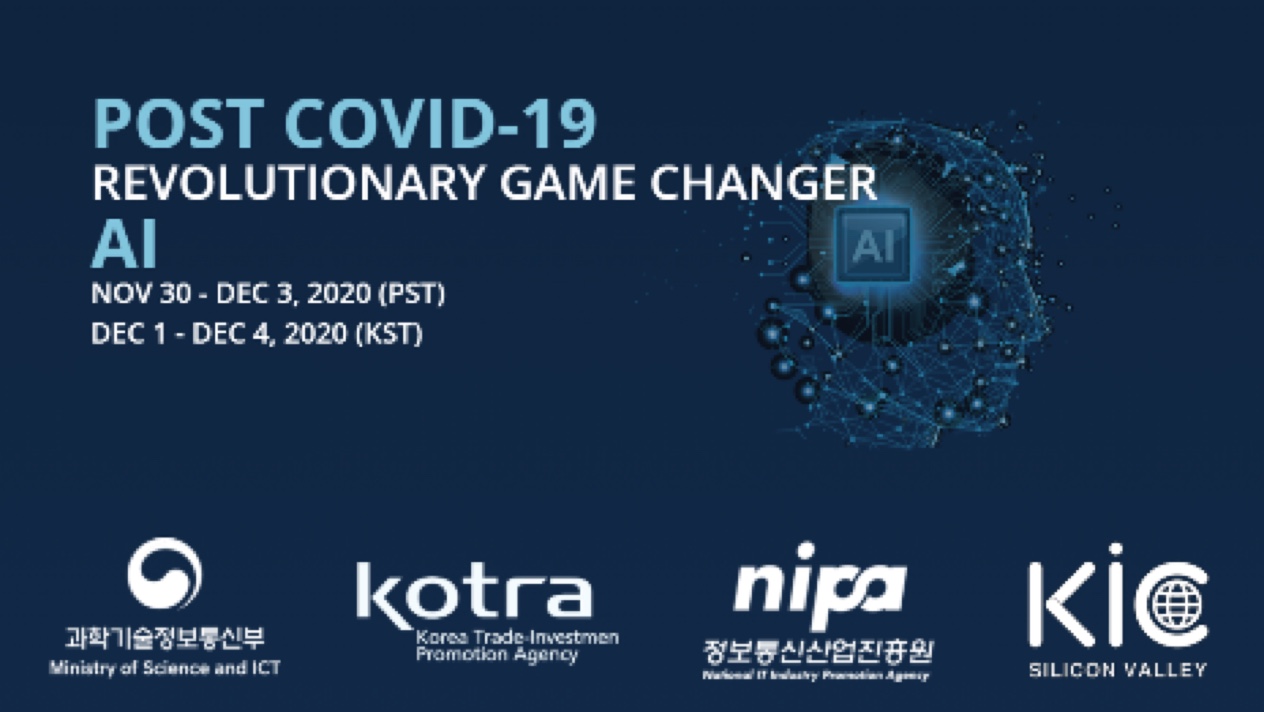 POST COVID-19
REVOLUTIONARY GAME CHANGER
AI
NOV 30 - DEC 3, 2020 (PST)
DEC 1 - DEC 4, 2020 (KST)
AI
과학기술정보통신부
Ministry of Science and ICT
kotra
Korea Trade-Investmen
Promotion Agency
nipa
정보통신산업진흥원
National IT Industry Promotion Agency
KIC
SILICON VALLEY